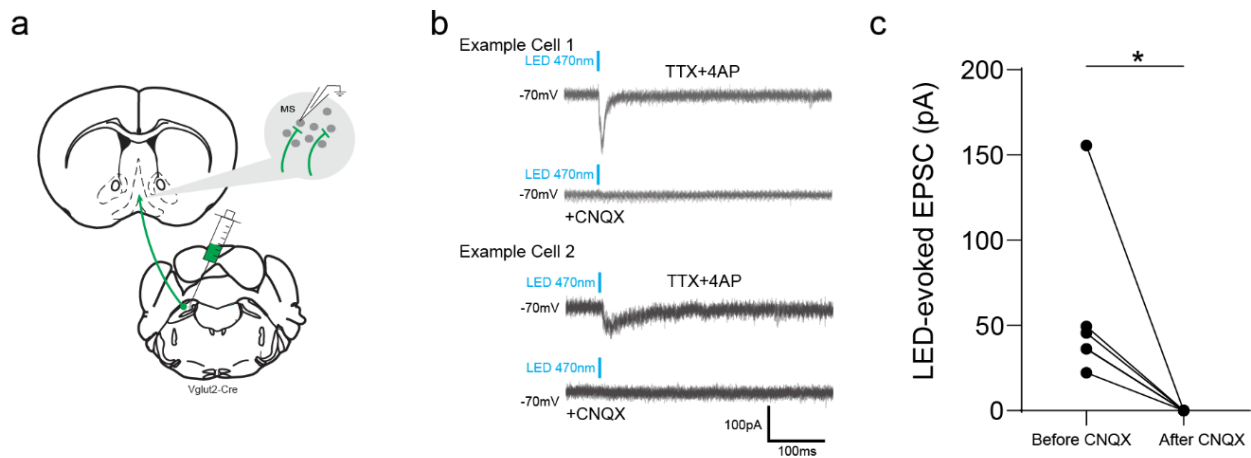 a
MS
Vglut2-Cre
b
Example Cell 1
LED 470nm
TTX+4AP
-70mV
LED 470nm
-70mV
+CNQX
Example Cell 2
LED 470nm
TTX+4AP
-70mV
LED 470nm
-70mV
+CNQX
100pA
100ms
c
*
LED-evoked EPSC (pA)
200
150
100
50
0
Before CNQX
After CNQX